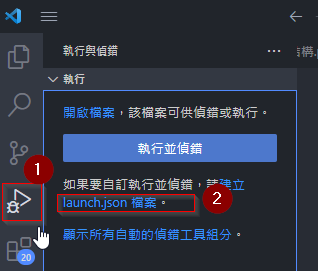 執行與偵錯
執行
開啟檔案，該檔案可供偵錯或執行。
執行並偵錯
1
如果要自訂執行並偵錯，請建立
launch.json 檔案。
2
顯示所有自動的偵錯工具組分。
20